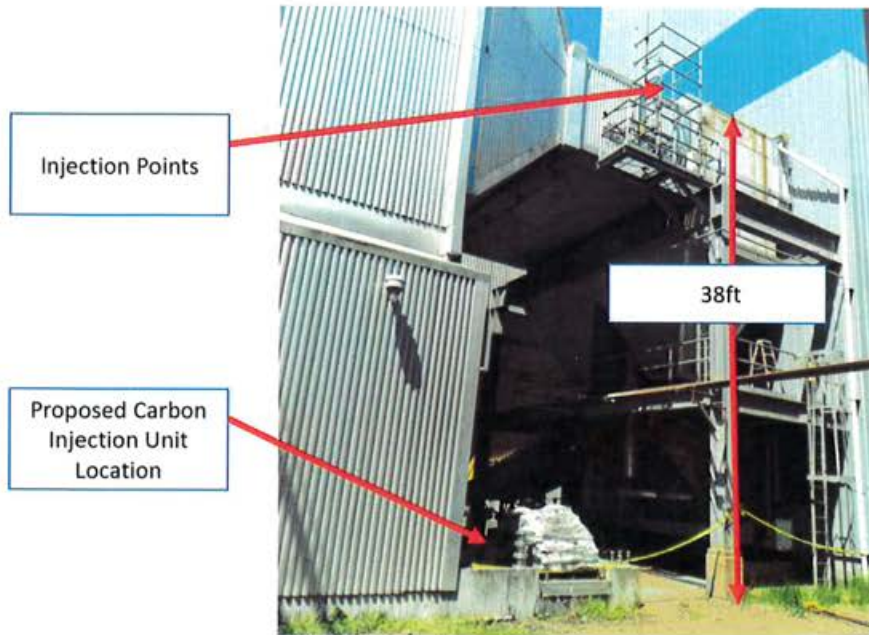 Injection Points
38ft
Proposed Carbon
Injection Unit
Location